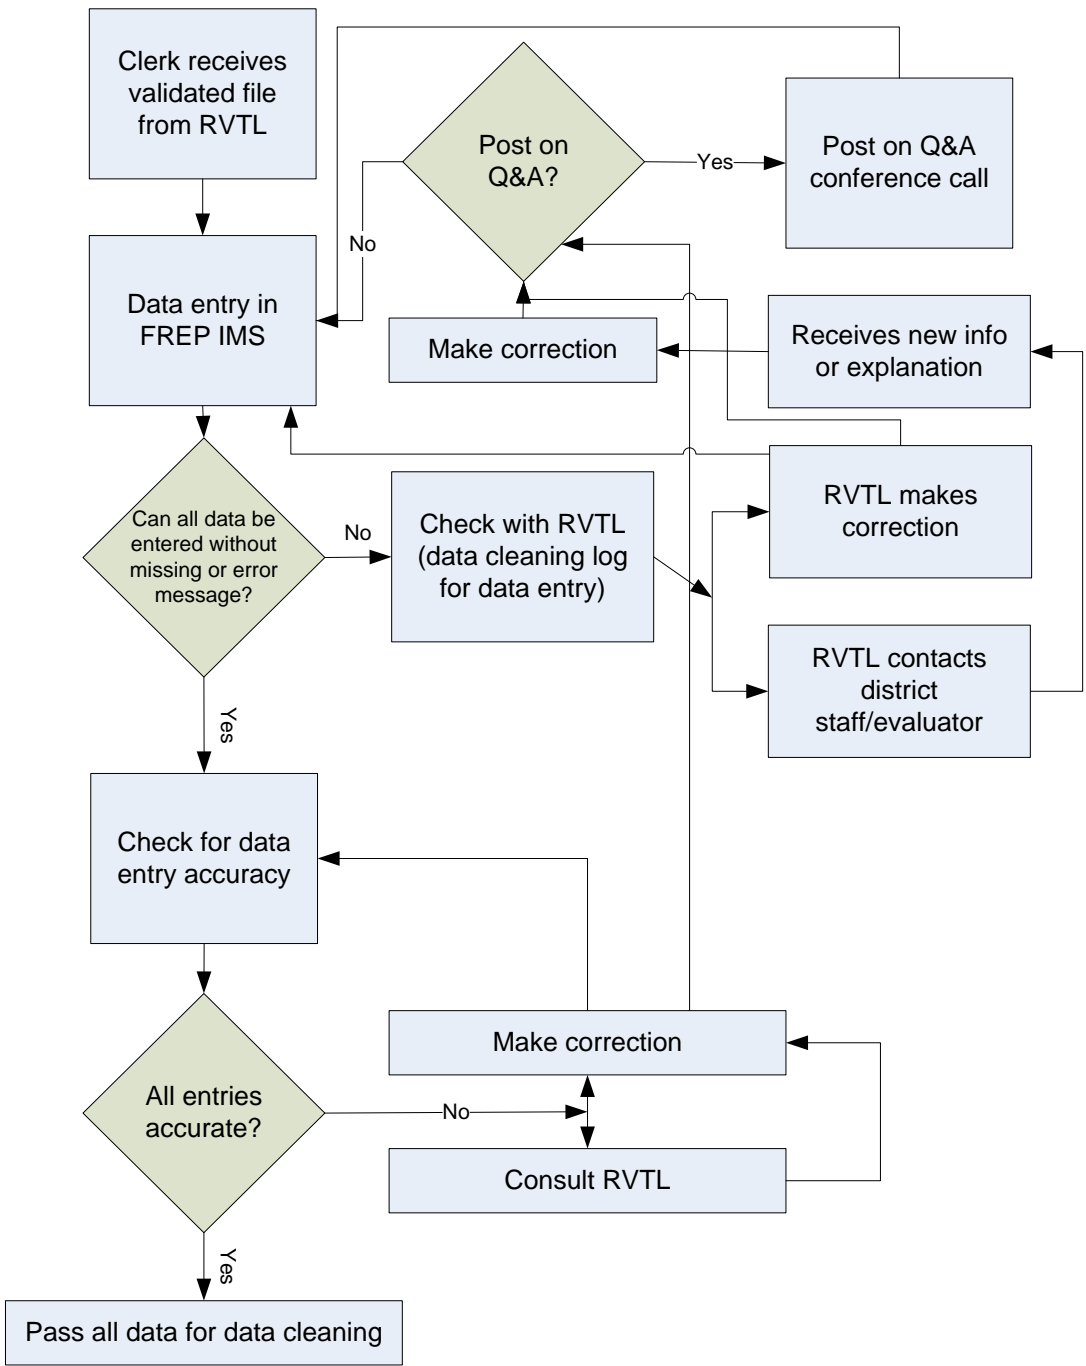 Clerk receives
validated file
from RVTL
Post on
Q&A?
Yes
Post on Q&A
conference call
No
Data entry in
FREP IMS
Make correction
Receives new info
or explanation
Can all data be
entered without
missing or error
message?
No
Check with RVTL
(data cleaning log
for data entry)
RVTL makes
correction
RVTL contacts
district
staff/evaluator
Yes
Check for data
entry accuracy
Make correction
All entries
accurate?
No
Consult RVTL
Yes
Pass all data for data cleaning